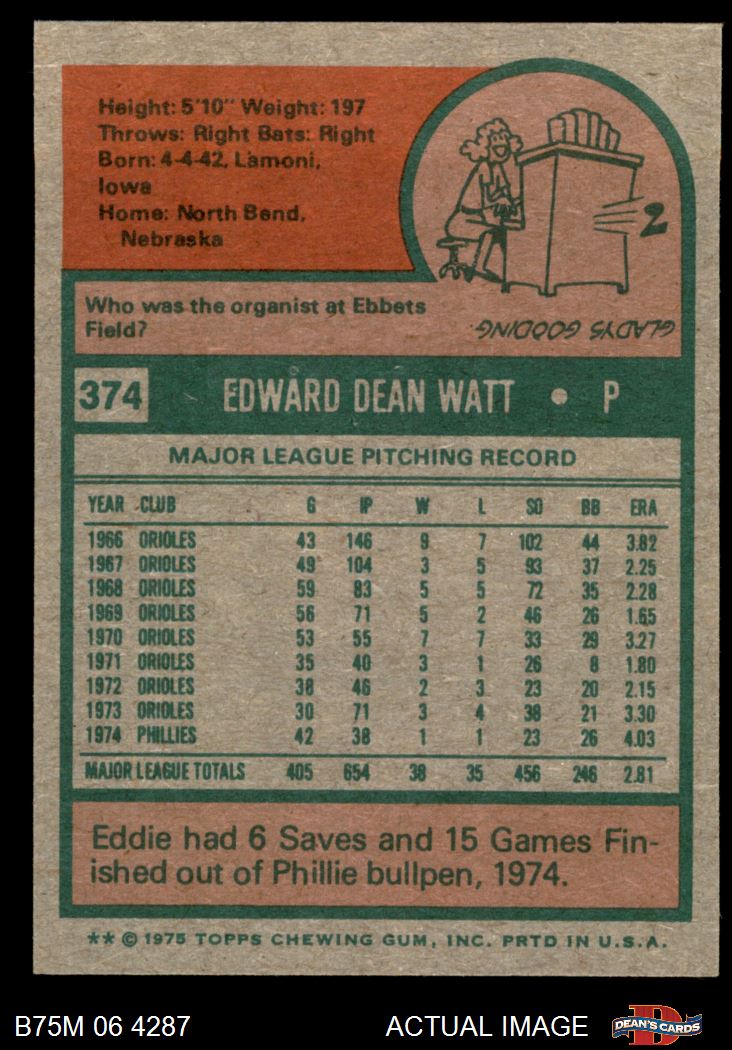 Height: 5'10" Weight: 197
Throws: Right Bats: Right
Born: 4-4-42, Lamoni,
Iowa
Home: North Bend,
Nebraska
2
Who was the organist at Ebbets
Field?
GLADYS GOODING
374 EDWARD DEAN WATT • P
MAJOR LEAGUE PITCHING RECORD
YEAR CLUB G IP W L SO BB ERA
1966 ORIOLES 43 146 9 7 102 44 3.82
1967 ORIOLES 49 104 3 5 93 37 2.25
1968 ORIOLES 59 83 5 5 72 35 2.28
1969 ORIOLES 56 71 5 2 46 26 1.65
1970 ORIOLES 53 55 7 7 33 29 3.27
1971 ORIOLES 35 40 3 1 26 8 1.80
1972 ORIOLES 38 46 2 3 23 20 2.15
1973 ORIOLES 30 71 3 4 38 21 3.30
1974 PHILLIES 42 38 1 1 23 26 4.03
MAJOR LEAGUE TOTALS 405 654 38 35 456 246 2.81
Eddie had 6 Saves and 15 Games Fin-
ished out of Phillie bullpen, 1974.
** © 1975 TOPPS CHEWING GUM, INC. PRTD IN U.S.A.
B75M 06 4287 ACTUAL IMAGE DEAN'S CARDS